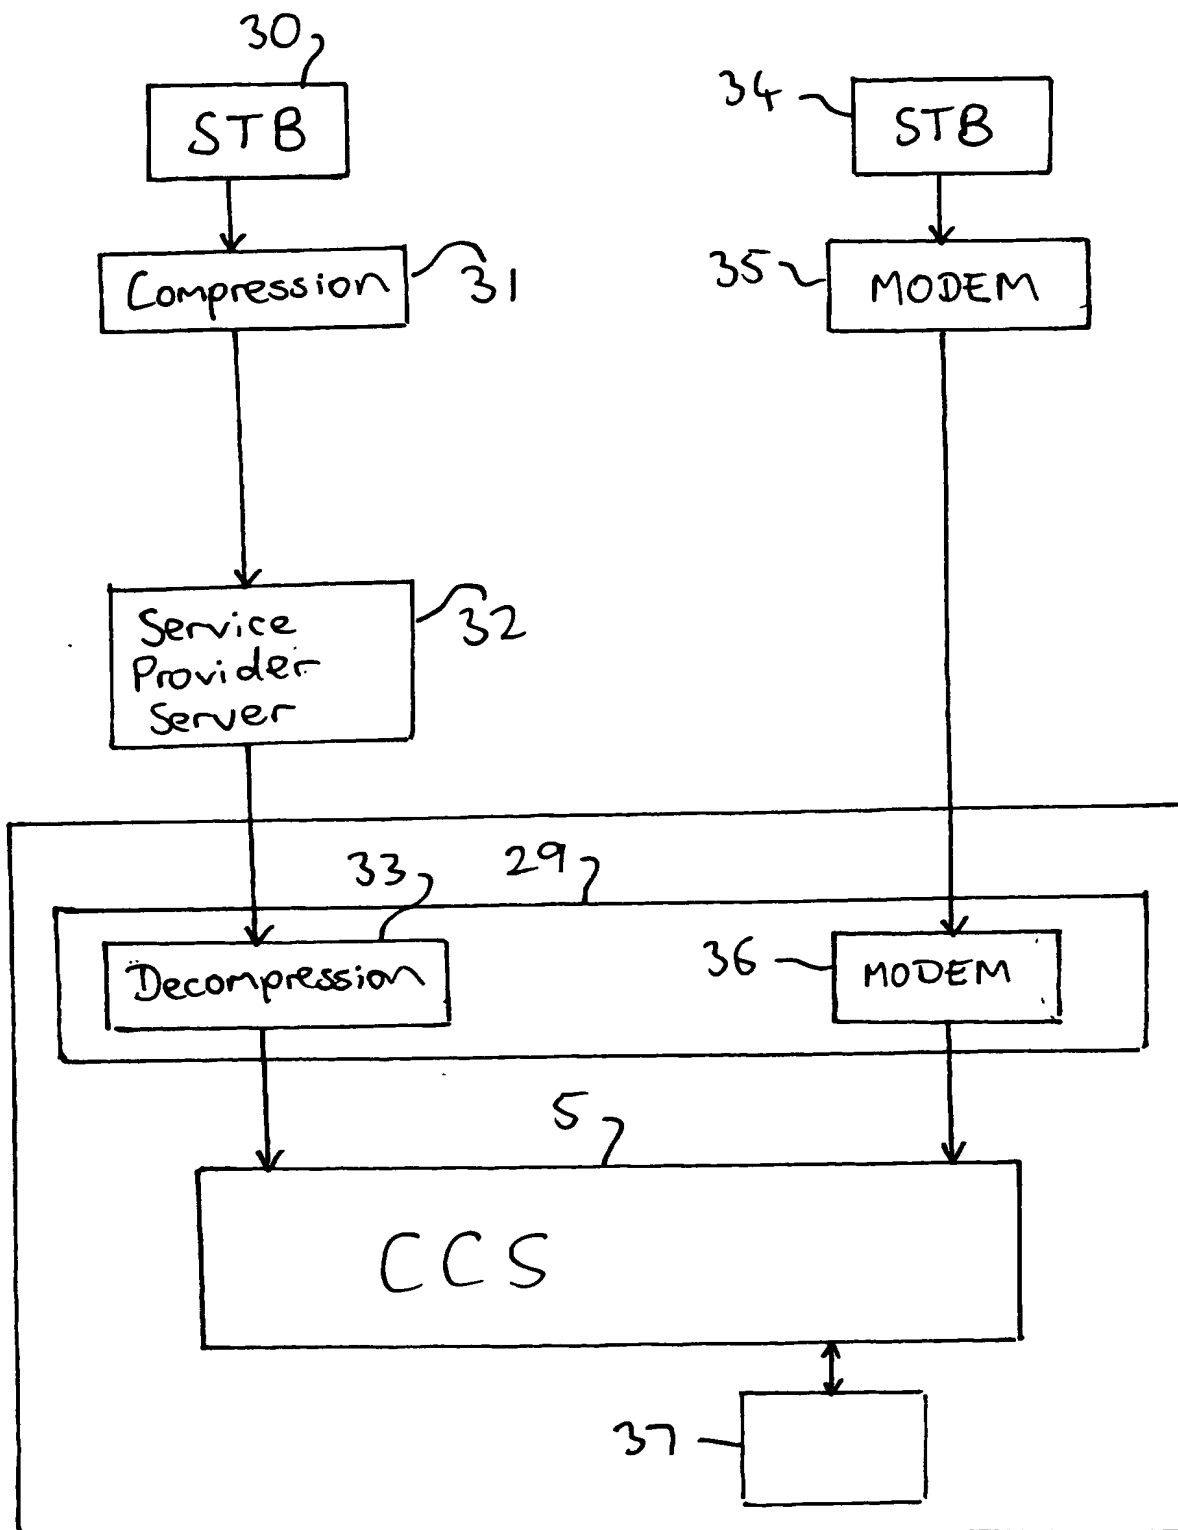 30
STB
34
STB
Compression
31
35
MODEM
Service
Provider
Server
32
33
29
Decompression
36
MODEM
5
CCS
37